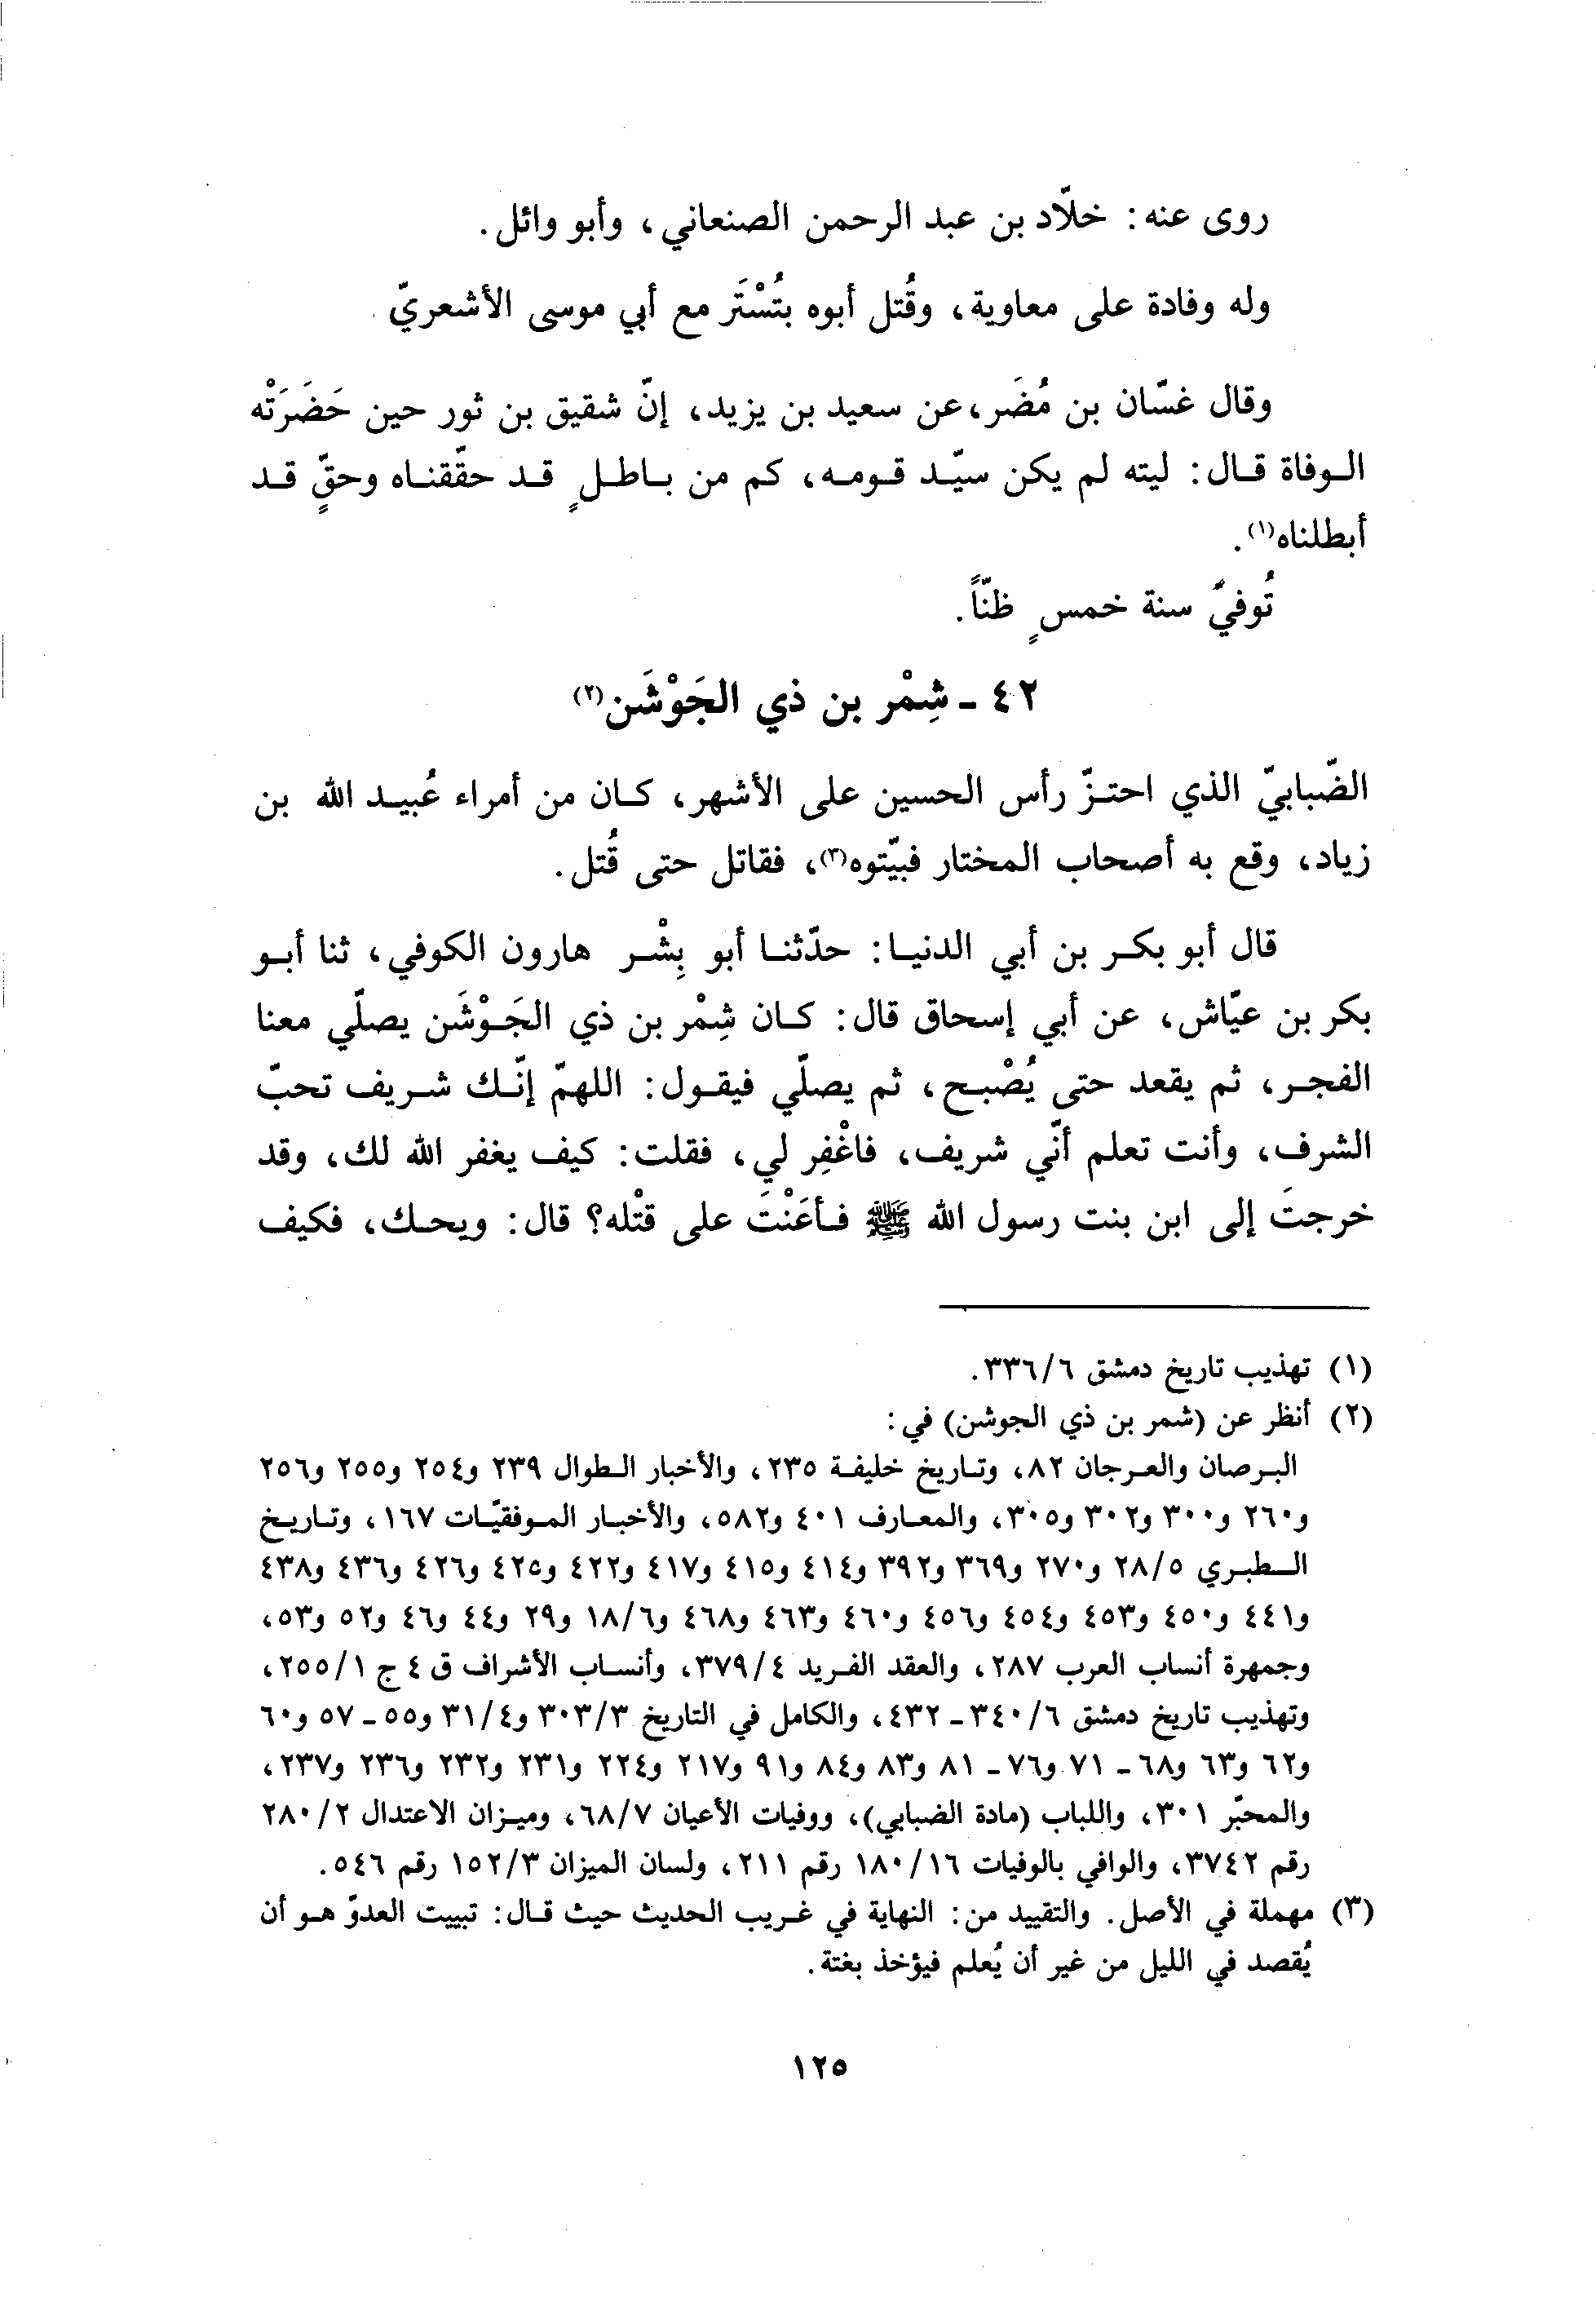 روى عنه: خلّاد بن عبد الرحمن الصنعاني، وأبو وائل.
وله وفادة على معاوية، وقُتل أبوه بتُسْتَر مع أبي موسى الأشعريّ.
وقال غسّان بن مُضَر، عن سعيد بن يزيد، إنّ شقيق بن ثور حين حَضَرَتْه
الوفاة قال: ليته لم يكن سيّد قومه، كم من باطلٍ قد حقّقناه وحقٍّ قد
أبطلناه(١).
تُوفيّ سنة خمسٍ ظنّاً.
٤٢ - شِمْر بن ذي الجَوْشَن(٢)
الضّبابيّ الذي احتزّ رأس الحسين على الأشهر، كان من أمراء عُبيد الله بن
زياد، وقع به أصحاب المختار فبيّتوه(٣)، فقاتل حتى قُتل.
قال أبو بكر بن أبي الدنيا: حدّثنا أبو بِشْر هارون الكوفي، ثنا أبو
بكر بن عيّاش، عن أبي إسحاق قال: كان شِمْر بن ذي الجَوْشَن يصلّي معنا
الفجر، ثم يقعد حتى يُصْبح، ثم يصلّي فيقول: اللهمّ إنّك شريف تحبّ
الشرف، وأنت تعلم أنّي شريف، فاغْفِر لي، فقلت: كيف يغفر الله لك، وقد
خرجتَ إلى ابن بنت رسول الله ﷺ فأعَنْتَ على قتْله؟ قال: ويحك، فكيف
(١) تهذيب تاريخ دمشق ٣٣٦/٦.
(٢) أنظر عن (شمر بن ذي الجوشن) في:
البرصان والعرجان ٨٢، وتاريخ خليفة ٢٣٥، والأخبار الطوال ٢٣٩ و٢٥٤ و٢٥٥ و٢٥٦
و٢٦٠ و٣٠٠ و٣٠٢ و٣٠٥، والمعارف ٤٠١ و٥٨٢، والأخبار الموفقيّات ١٦٧، وتاريخ
الطبري ٢٨/٥ و٢٧٠ و٣٦٩ و٣٩٢ و٤١٤ و٤١٥ و٤١٧ و٤٢٢ و٤٢٥ و٤٢٦ و٤٣٦ و٤٣٨
و٤٤١ و٤٥٠ و٤٥٣ و٤٥٤ و٤٥٦ و٤٦٠ و٤٦٣ و٤٦٨ و١٨/٦ و٢٩ و٤٤ و٤٦ و٥٢ و٥٣،
وجمهرة أنساب العرب ٢٨٧، والعقد الفريد ٣٧٩/٤، وأنساب الأشراف ق ٤ ج ٢٥٥/١،
وتهذيب تاريخ دمشق ٣٤٠/٦ - ٤٣٢، والكامل في التاريخ ٣٠٣/٣ و٣١/٤ و٥٥ - ٥٧ و٦٠
و٦٢ و٦٣ و٦٨ - ٧١ و٧٦ - ٨١ و٨٣ و٨٤ و٩١ و٢١٧ و٢٢٤ و٢٣١ و٢٣٢ و٢٣٦ و٢٣٧،
والمحبّر ٣٠١، واللباب (مادة الضبابي)، ووفيات الأعيان ٦٨/٧، وميزان الاعتدال ٢٨٠/٢
رقم ٣٧٤٢، والوافي بالوفيات ١٨٠/١٦ رقم ٢١١، ولسان الميزان ١٥٢/٣ رقم ٥٤٦.
(٣) مهملة في الأصل. والتقييد من: النهاية في غريب الحديث حيث قال: تبييت العدوّ هو أن
يُقصد في الليل من غير أن يُعلم فيؤخذ بغتة.
١٢٥